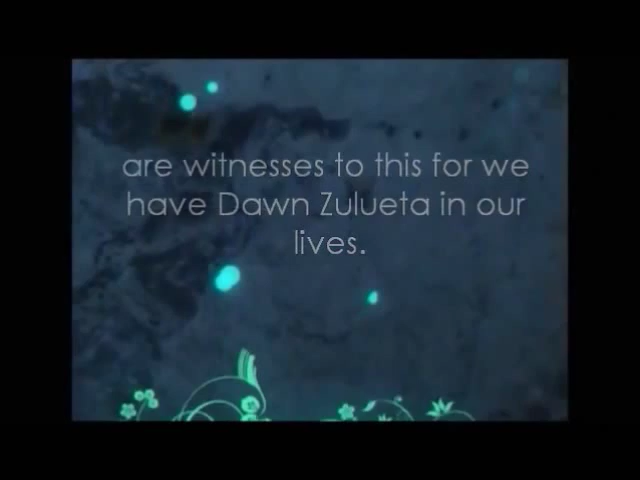 are witnesses to this for we
have Dawn Zulueta in our
lives.